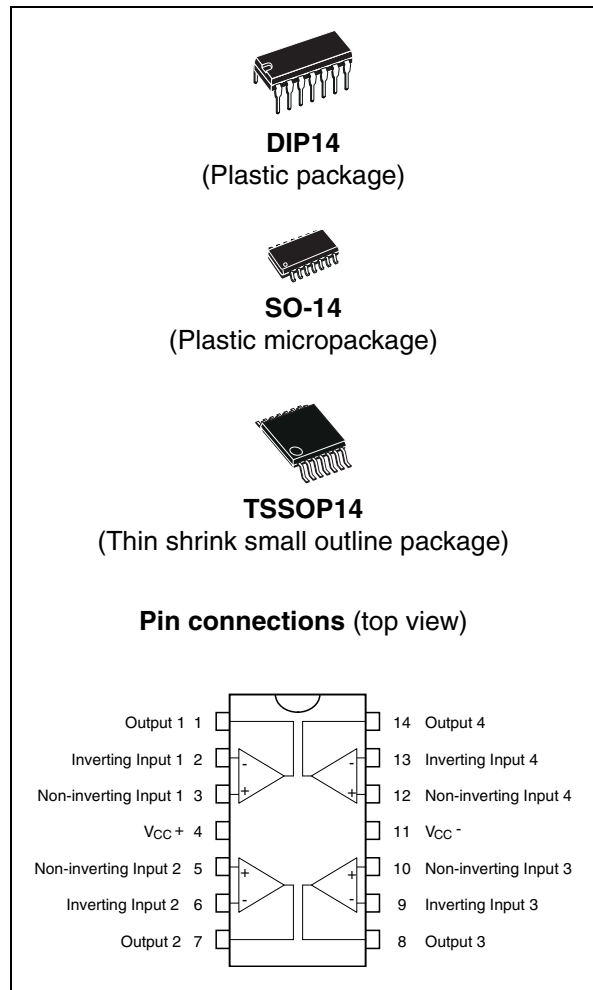 DIP14
(Plastic package)
SO-14
(Plastic micropackage)
TSSOP14
(Thin shrink small outline package)
Pin connections (top view)
Output 1 1 14 Output 4
Inverting Input 1 2 - - 13 Inverting Input 4
Non-inverting Input 1 3 + + 12 Non-inverting Input 4
VCC + 4 11 VCC -
Non-inverting Input 2 5 + + 10 Non-inverting Input 3
Inverting Input 2 6 - - 9 Inverting Input 3
Output 2 7 8 Output 3